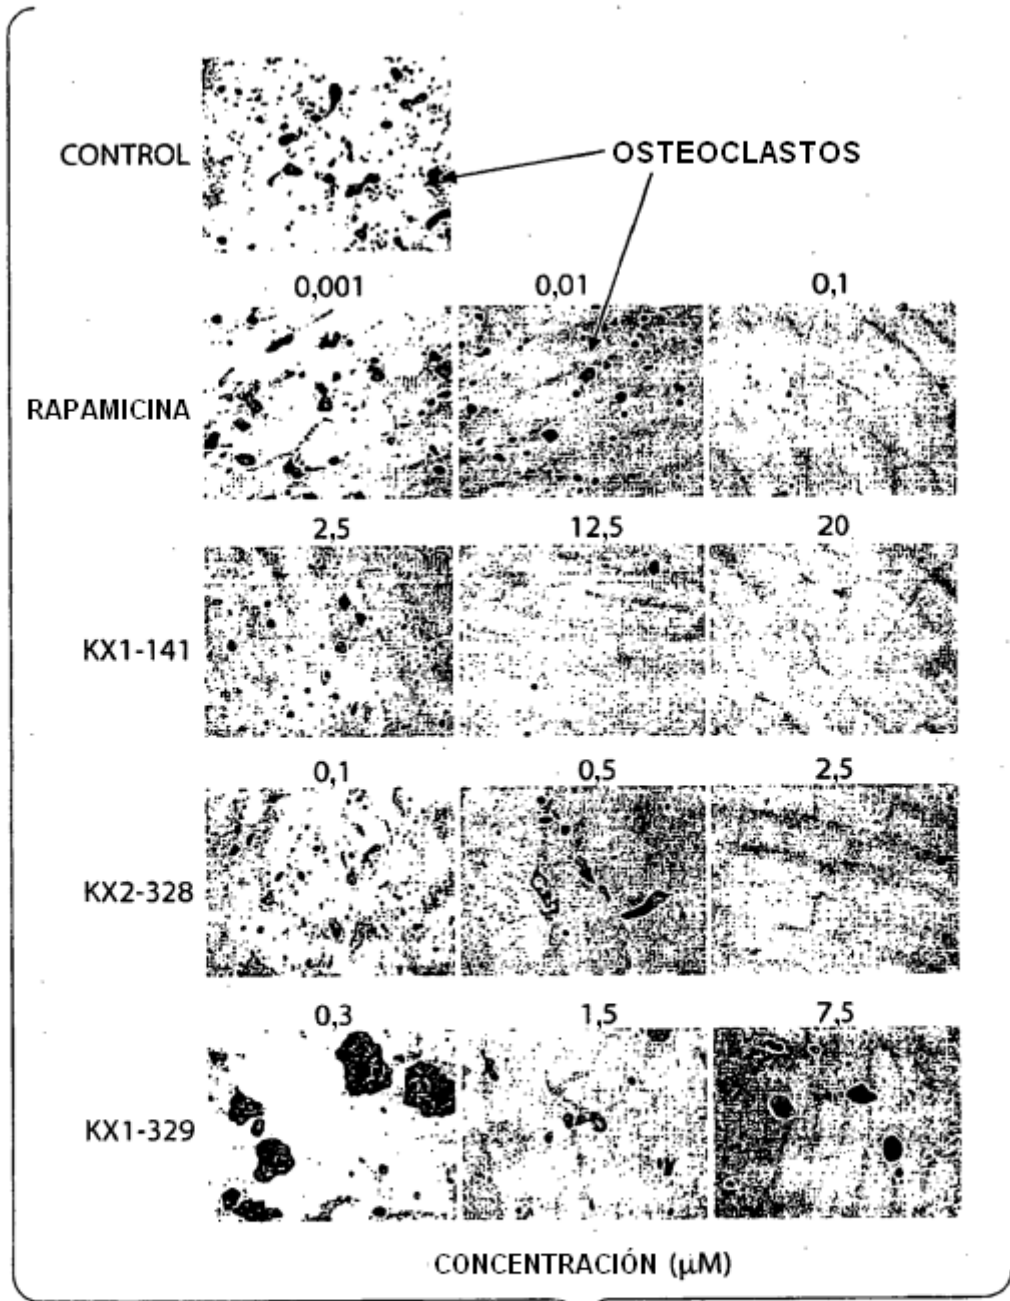 CONTROL
OSTEOCLASTOS
0,001 0,01 0,1
RAPAMICINA
2,5 12,5 20
KX1-141
0,1 0,5 2,5
KX2-328
0,3 1,5 7,5
KX1-329
CONCENTRACIÓN (µM)